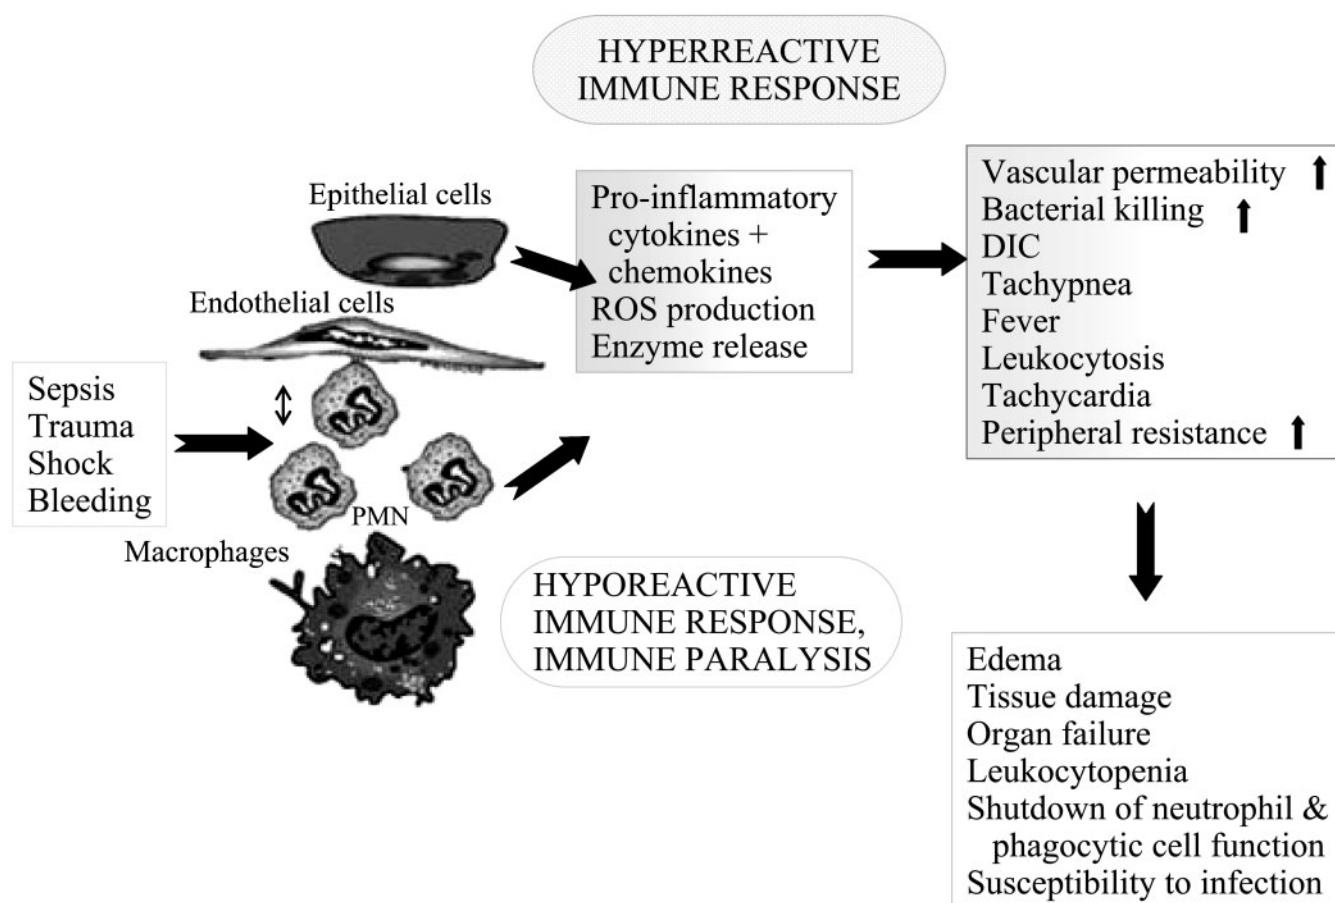 HYPERREACTIVE
IMMUNE RESPONSE
Epithelial cells
Endothelial cells
Sepsis
Trauma
Shock
Bleeding
PMN
Macrophages
Pro-inflammatory
cytokines +
chemokines
ROS production
Enzyme release
Vascular permeability
Bacterial killing
DIC
Tachypnea
Fever
Leukocytosis
Tachycardia
Peripheral resistance
HYPOREACTIVE
IMMUNE RESPONSE,
IMMUNE PARALYSIS
Edema
Tissue damage
Organ failure
Leukocytopenia
Shutdown of neutrophil &
phagocytic cell function
Susceptibility to infection